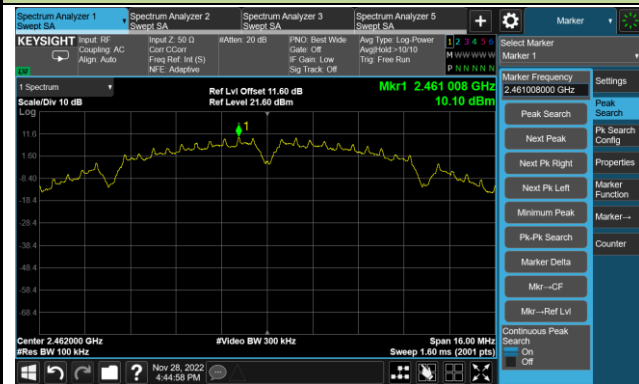 Spectrum Analyzer 1
Swept SA
Spectrum Analyzer 2
Swept SA
Spectrum Analyzer 3
Swept SA
Spectrum Analyzer 5
Swept SA
+
Marker
KEYSIGHT
Input: RF
Coupling: AC
Align: Auto
Input Z: 50 Ω
Corr CCorr
Freq Ref: Int (S)
NFE: Adaptive
#Atten: 20 dB
PNO: Best Wide
Gate: Off
IF Gain: Low
Sig Track: Off
Avg Type: Log-Power
Avg|Hold:>10/10
Trig: Free Run
1 2 3 4 5 6
M W W W W W
P N N N N N
LXI
Select Marker
Marker 1
1 Spectrum
Scale/Div 10 dB
Log
Ref Lvl Offset 11.60 dB
Ref Level 21.60 dBm
Mkr1 2.461 008 GHz
10.10 dBm
1
11.6
1.60
-8.40
-18.4
-28.4
-38.4
-48.4
-58.4
-68.4
Center 2.462000 GHz
#Res BW 100 kHz
#Video BW 300 kHz
Span 16.00 MHz
Sweep 1.60 ms (2001 pts)
Marker Frequency
2.461008000 GHz
Peak Search
Next Peak
Next Pk Right
Next Pk Left
Minimum Peak
Pk-Pk Search
Marker Delta
Mkr→CF
Mkr→Ref Lvl
Continuous Peak
Search
On
Off
Settings
Peak
Search
Pk Search
Config
Properties
Marker
Function
Marker→
Counter
?
Nov 28, 2022
4:44:58 PM